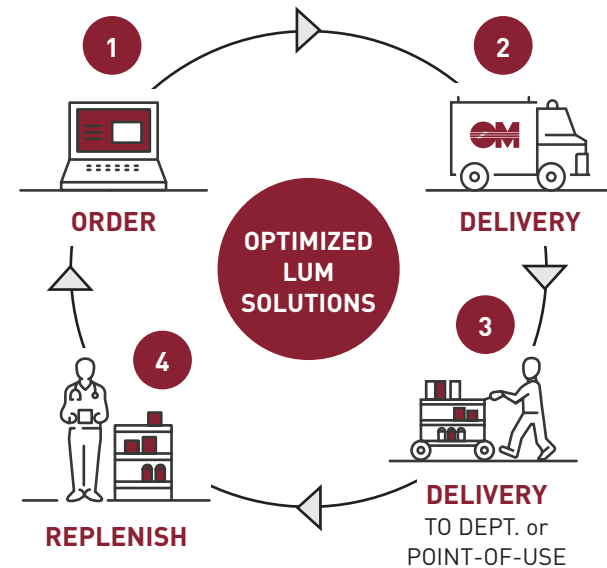 1
ORDER
2
OM
DELIVERY
OPTIMIZED
LUM
SOLUTIONS
3
DELIVERY
TO DEPT. or
POINT-OF-USE
4
REPLENISH